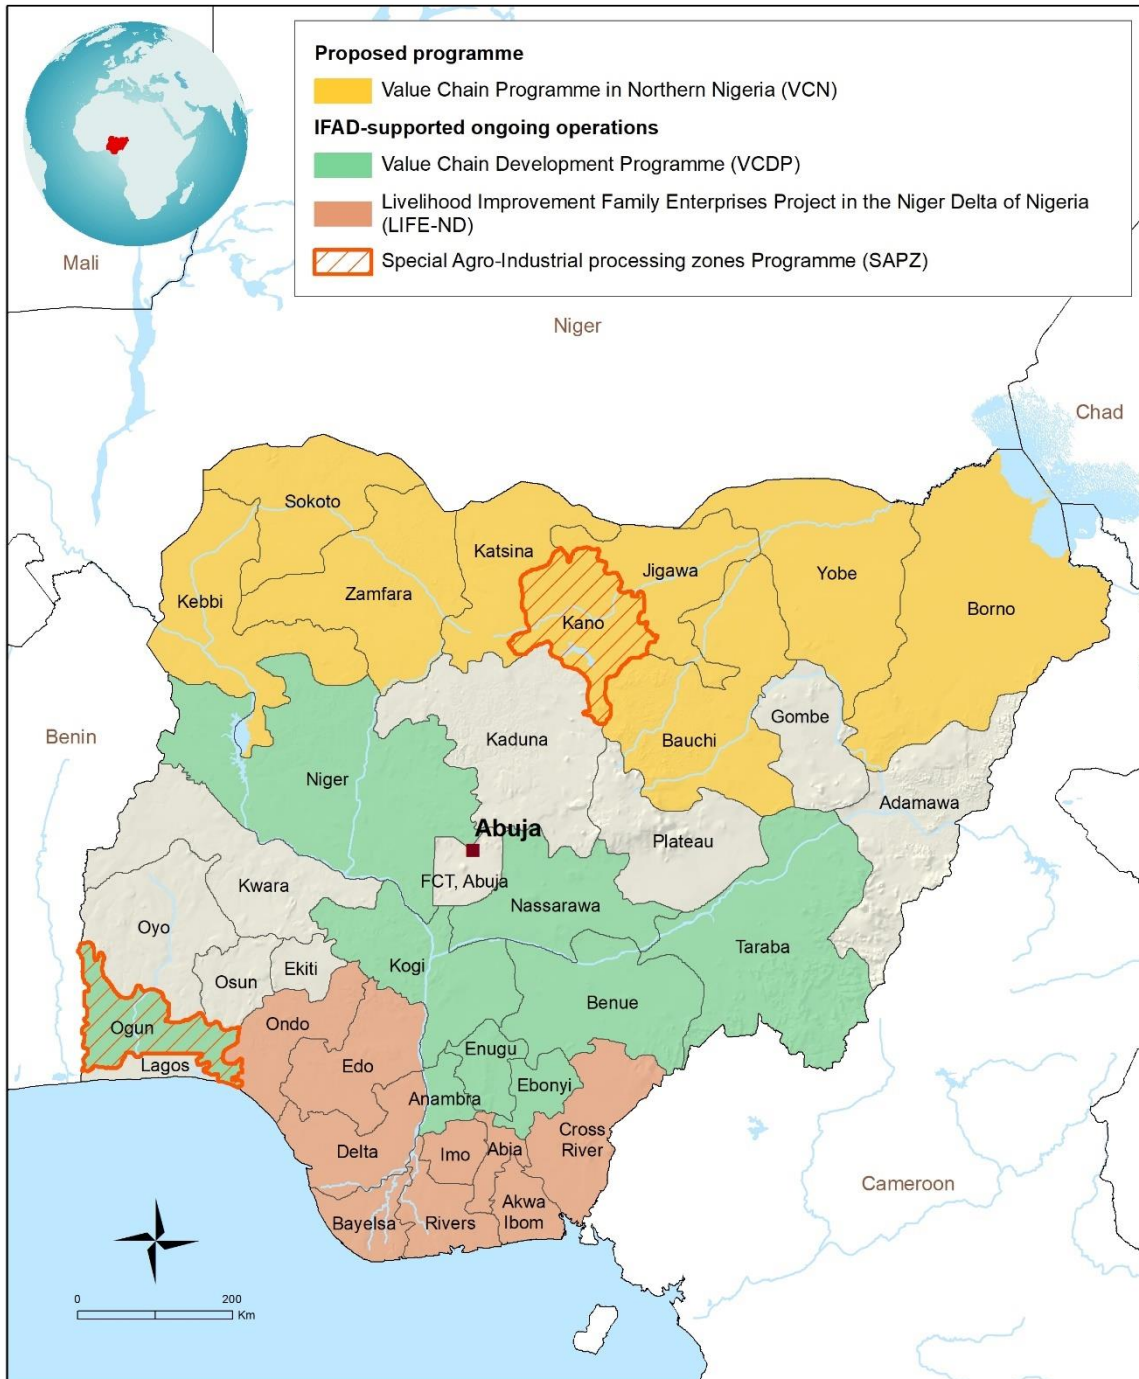 Proposed programme
Value Chain Programme in Northern Nigeria (VCN)
IFAD-supported ongoing operations
Value Chain Development Programme (VCDP)
Livelihood Improvement Family Enterprises Project in the Niger Delta of Nigeria
(LIFE-ND)
Special Agro-Industrial processing zones Programme (SAPZ)
Mali
Niger
Chad
Sokoto
Katsina
Jigawa
Yobe
Borno
Kebbi
Zamfara
Kano
Gombe
Benin
Kaduna
Bauchi
Niger
Adamawa
Abuja
Plateau
FCT, Abuja
Kwara
Nassarawa
Oyo
Taraba
Kogi
Osun
Ekiti
Benue
Ogun
Ondo
Enugu
Lagos
Edo
Ebonyi
Anambra
Cross
River
Delta
Imo
Abia
Cameroon
Akwa
Ibom
Bayelsa
Rivers
0
200
Km